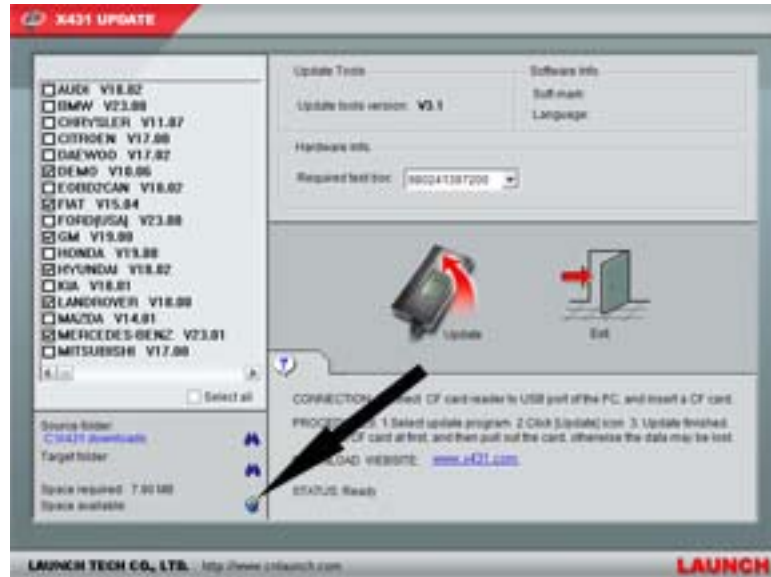 X431 UPDATE
AUDI V18.02
BMW V23.00
CHRYSLER V11.07
CITROEN V17.00
DAEWOO V17.02
DEMO V10.06
EOBD2CAN V18.02
FIAT V15.04
FORD(USA) V23.00
GM V19.00
HONDA V19.00
HYUNDAI V18.02
KIA V18.01
LANDROVER V18.00
MAZDA V14.01
MERCEDES-BENZ V23.01
MITSUBISHI V17.00
Select all
Source folder:
C:\X431 downloads
Target folder:
Space required: 7.90 MB
Space available:
Update Tools
Update tools version: V3.1
Software Info.
Soft mark:
Language:
Hardware Info.
Required test box: 980241397200
Update
Exit
CF card reader to USB port of the PC, and insert a CF card.
1.Select update program 2.Click [Update] icon 3. Update finished.
CF card at first, and then pull out the card, otherwise the data may be lost.
WEBSITE: www.x431.com
STATUS: Ready
LAUNCH TECH CO., LTD. http://www.cnlaunch.com
LAUNCH